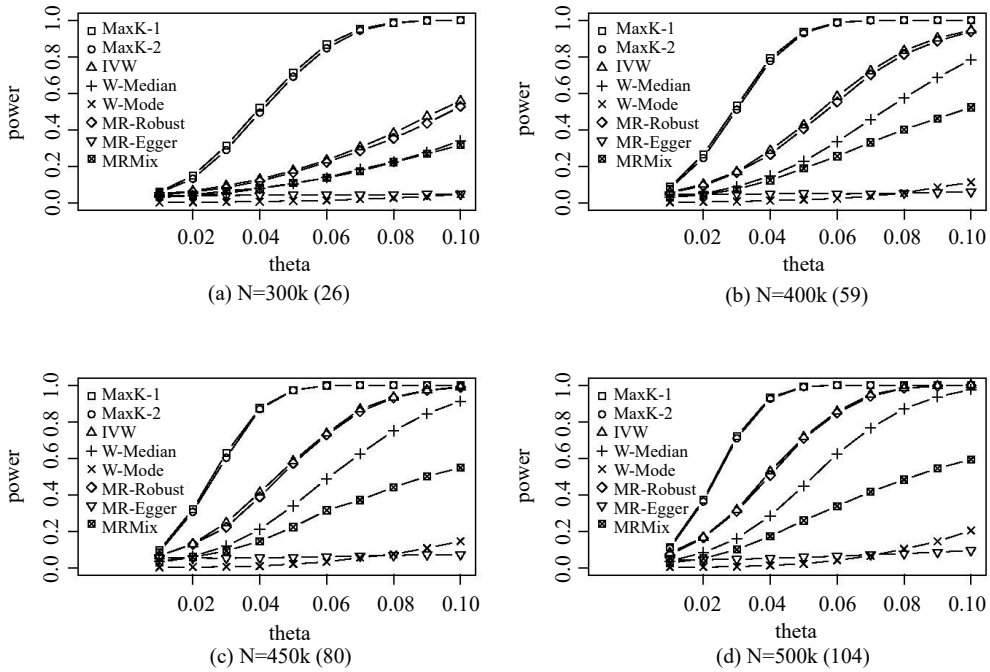 power
0.0 0.2 0.4 0.6 0.8 1.0
MaxK-1
MaxK-2
IVW
W-Median
W-Mode
MR-Robust
MR-Egger
MRMix
0.02 0.04 0.06 0.08 0.10
theta
(a) N=300k (26)
power
0.0 0.2 0.4 0.6 0.8 1.0
MaxK-1
MaxK-2
IVW
W-Median
W-Mode
MR-Robust
MR-Egger
MRMix
0.02 0.04 0.06 0.08 0.10
theta
(b) N=400k (59)
power
0.0 0.2 0.4 0.6 0.8 1.0
MaxK-1
MaxK-2
IVW
W-Median
W-Mode
MR-Robust
MR-Egger
MRMix
0.02 0.04 0.06 0.08 0.10
theta
(c) N=450k (80)
power
0.0 0.2 0.4 0.6 0.8 1.0
MaxK-1
MaxK-2
IVW
W-Median
W-Mode
MR-Robust
MR-Egger
MRMix
0.02 0.04 0.06 0.08 0.10
theta
(d) N=500k (104)